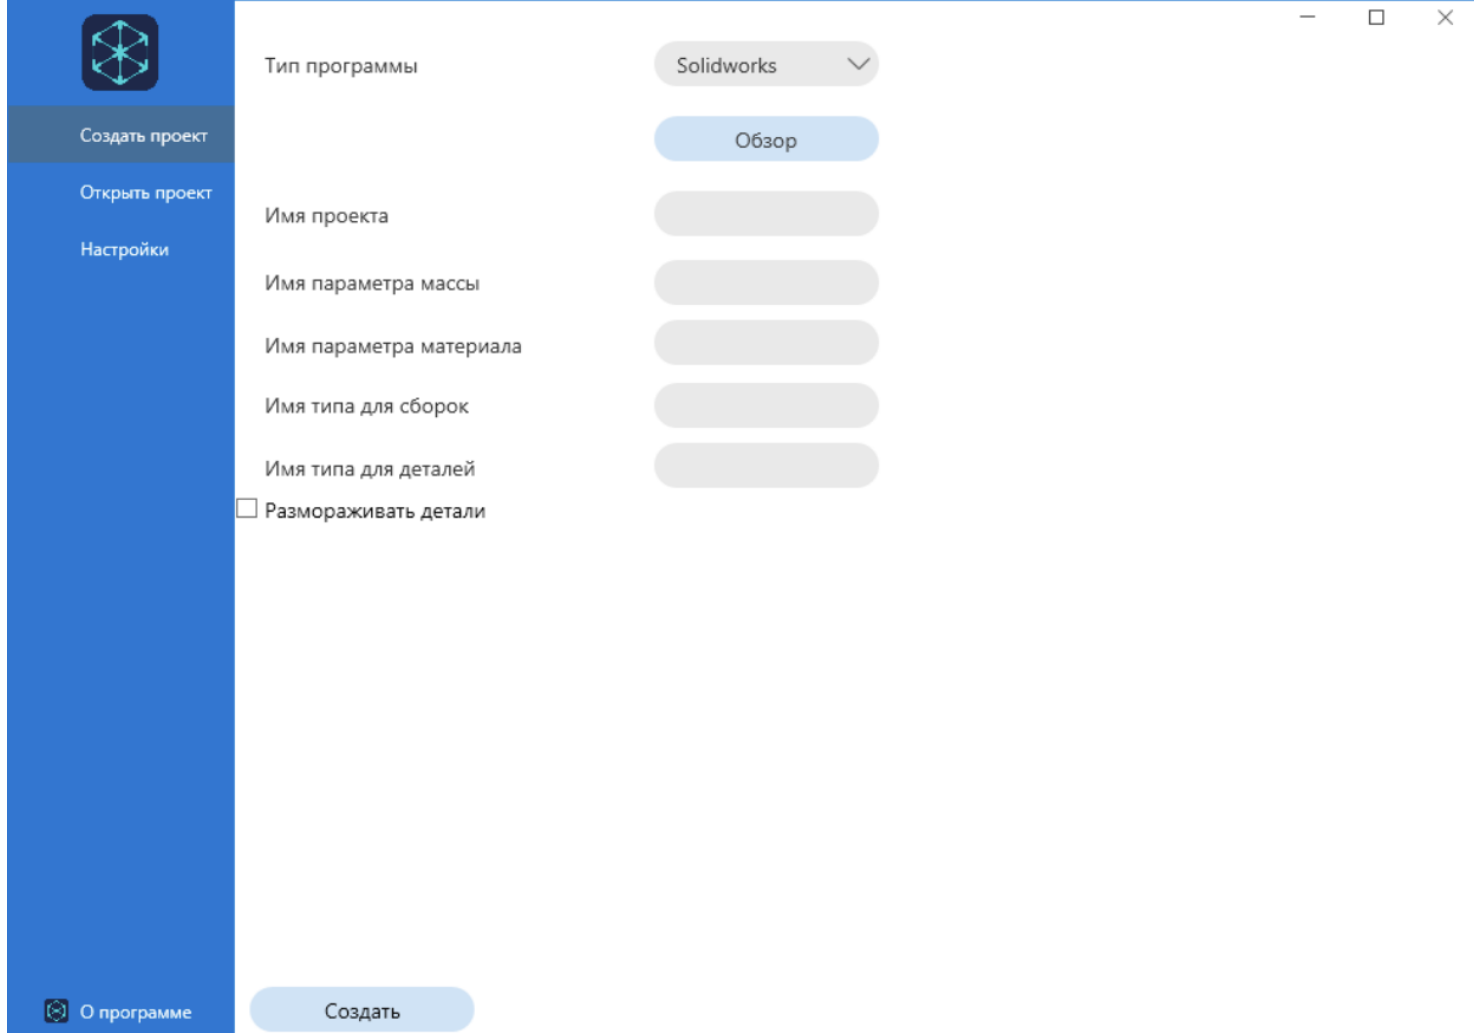 Тип программы
Solidworks
Создать проект
Обзор
Открыть проект
Имя проекта
Настройки
Имя параметра массы
Имя параметра материала
Имя типа для сборок
Имя типа для деталей
Размораживать детали
О программе
Создать